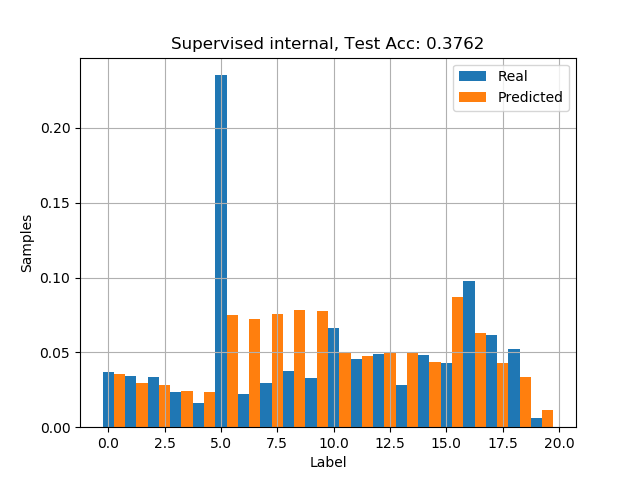 Supervised internal, Test Acc: 0.3762
Real
Predicted
Samples
0.20
0.15
0.10
0.05
0.00
0.0 2.5 5.0 7.5 10.0 12.5 15.0 17.5 20.0
Label